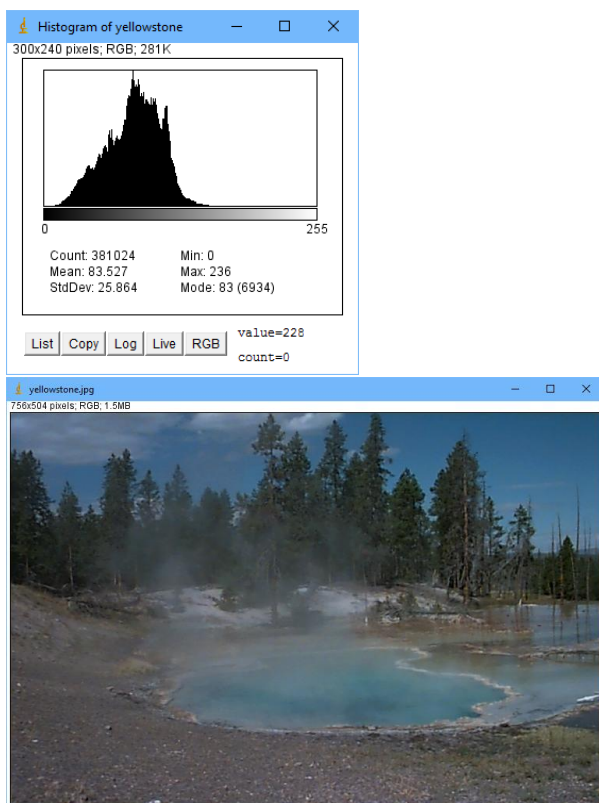 Histogram of yellowstone
300x240 pixels; RGB; 281K
0 255
Count: 381024 Min: 0
Mean: 83.527 Max: 236
StdDev: 25.864 Mode: 83 (6934)
List Copy Log Live RGB value=228
count=0
yellowstone.jpg
756x504 pixels; RGB; 1.5MB